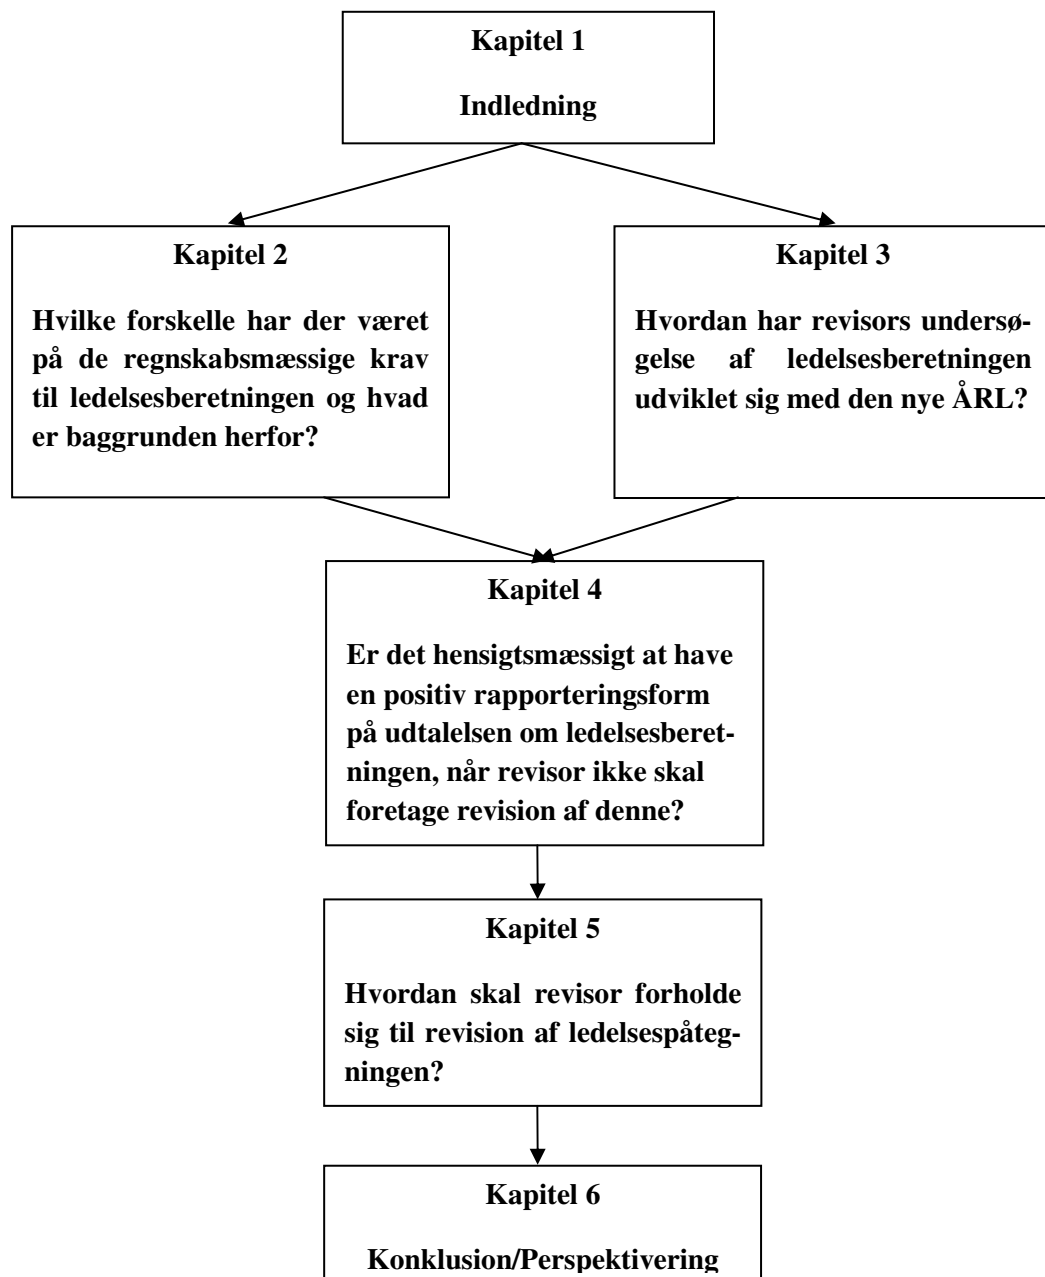 Kapitel 1
Indledning
Kapitel 2
Hvilke forskelle har der været
på de regnskabsmæssige krav
til ledelsesberetningen og hvad
er baggrunden herfor?
Kapitel 3
Hvordan har revisors undersø-
gelse af ledelsesberetningen
udviklet sig med den nye ÅRL?
Kapitel 4
Er det hensigtsmæssigt at have
en positiv rapporteringsform
på udtalelsen om ledelsesberet-
ningen, når revisor ikke skal
foretage revision af denne?
Kapitel 5
Hvordan skal revisor forholde
sig til revision af ledelsespåteg-
ningen?
Kapitel 6
Konklusion/Perspektivering